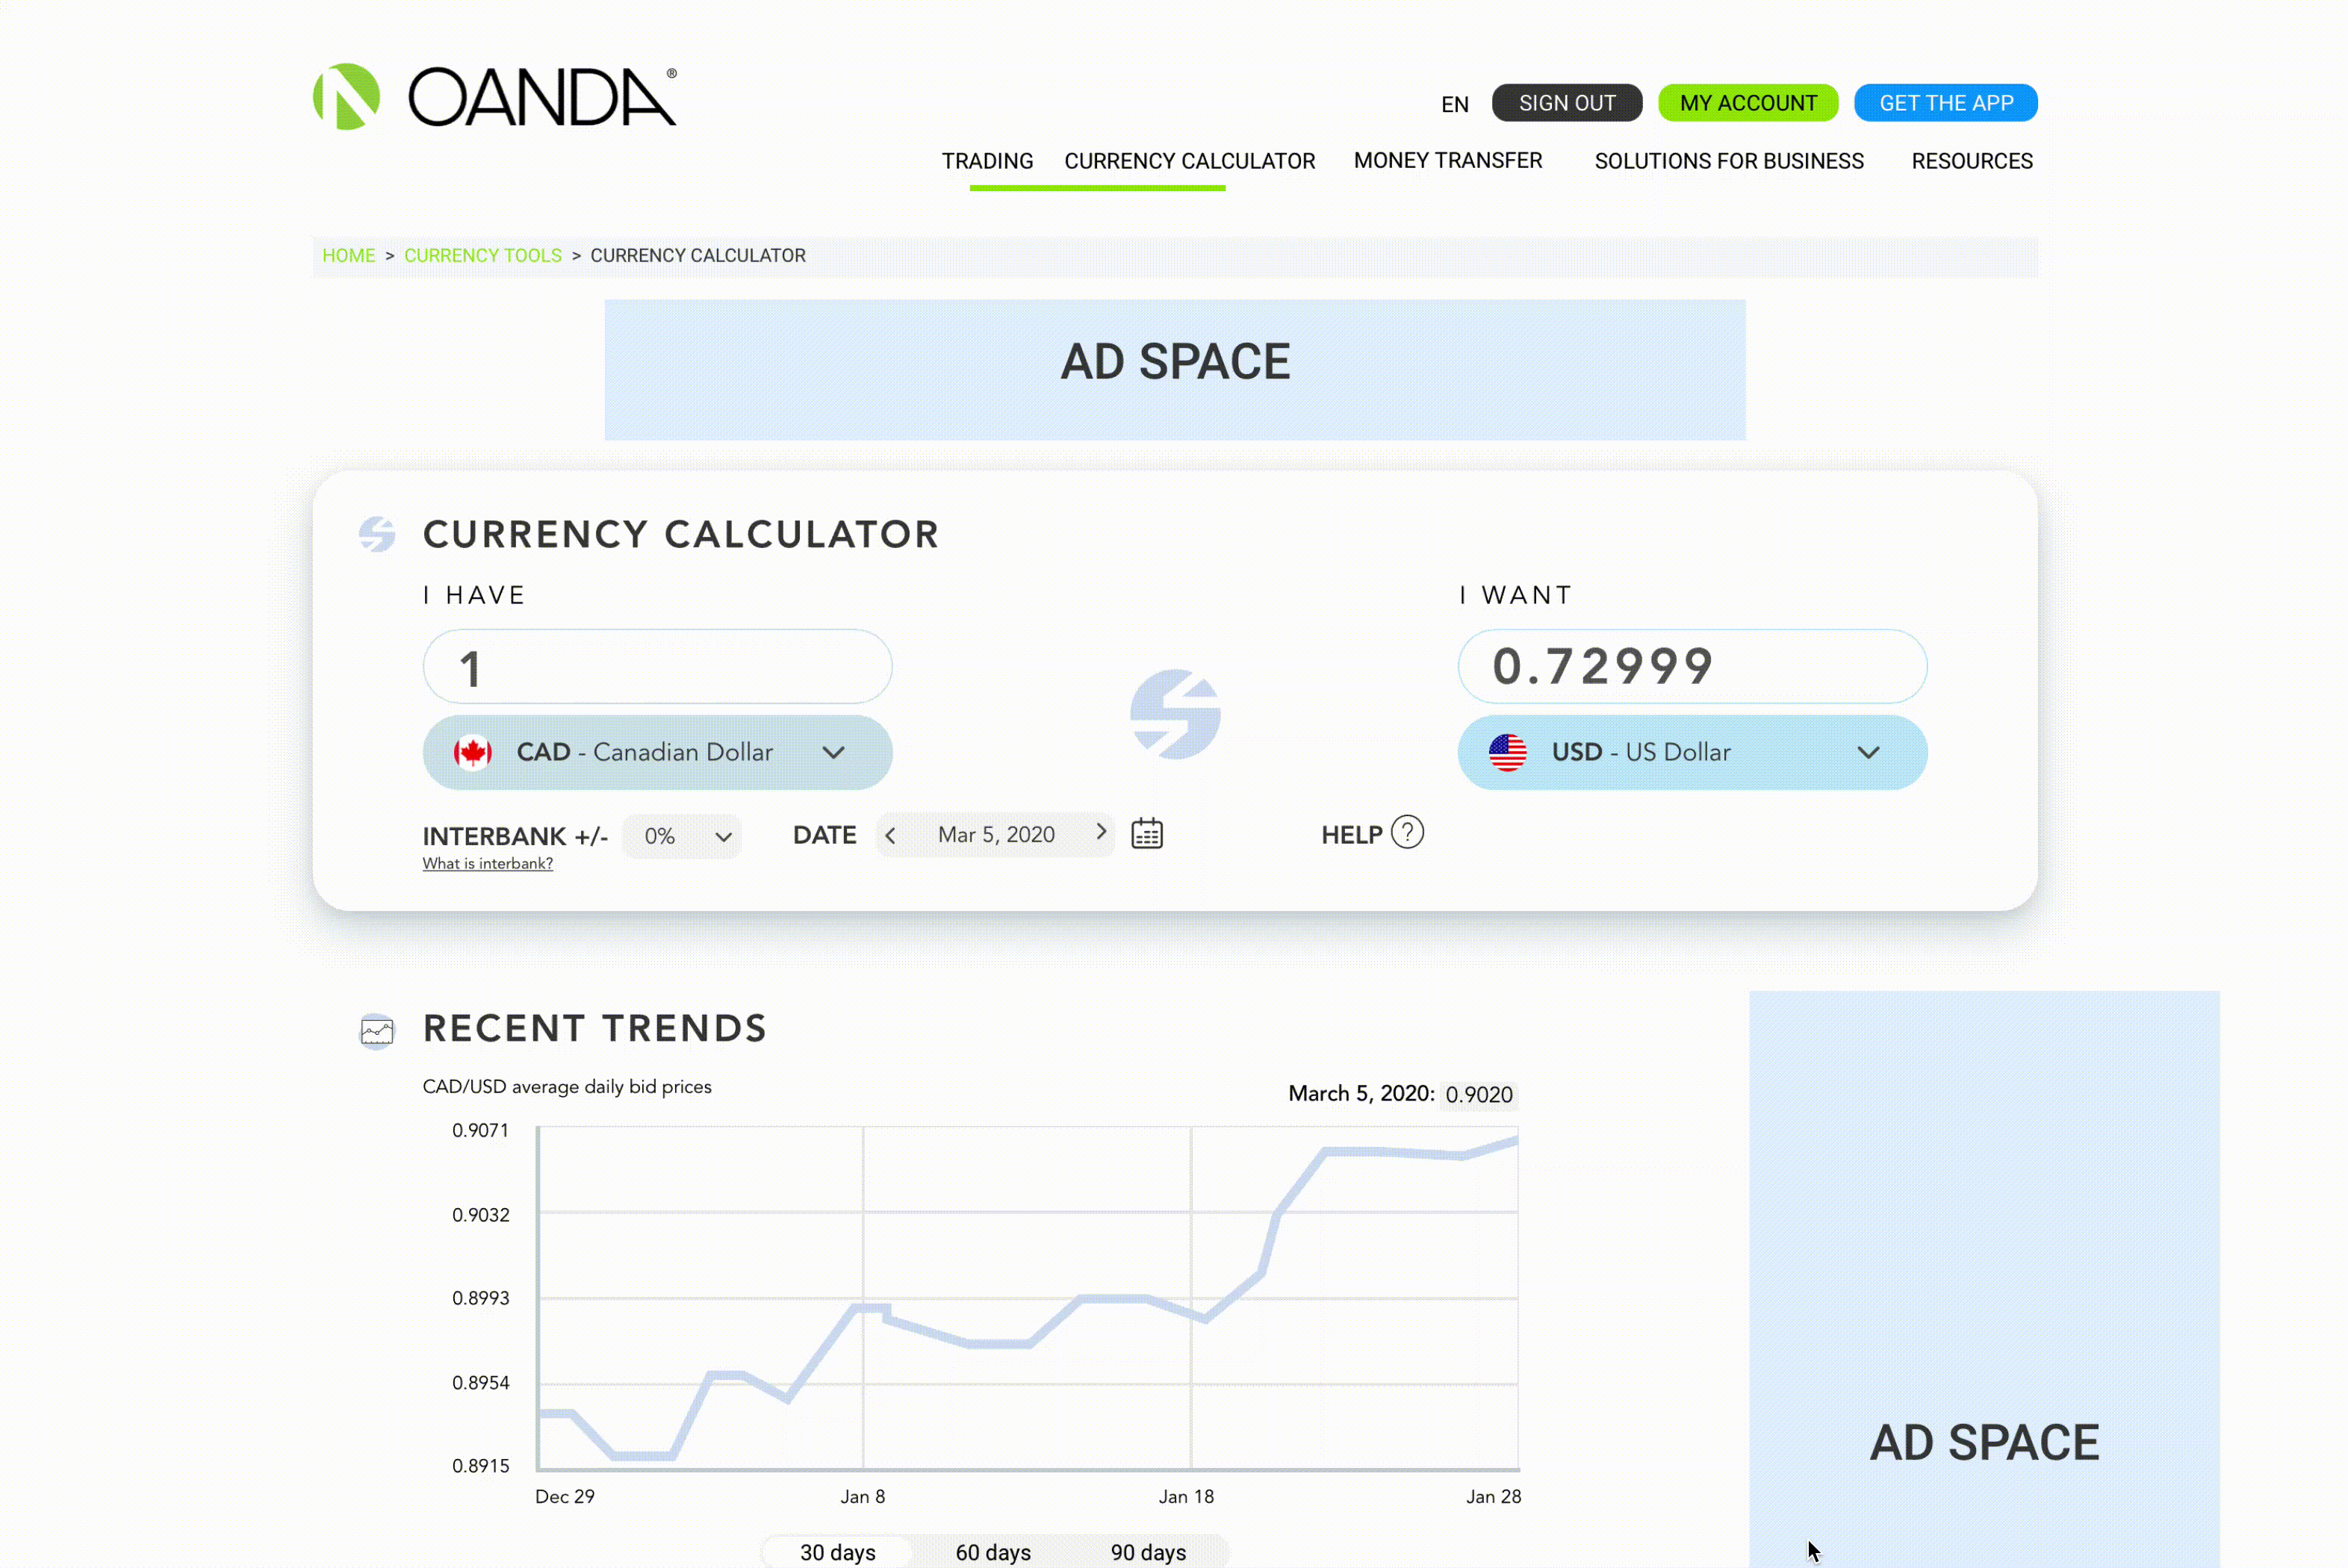 OANDA®
EN SIGN OUT MY ACCOUNT GET THE APP
TRADING CURRENCY CALCULATOR MONEY TRANSFER SOLUTIONS FOR BUSINESS RESOURCES
HOME > CURRENCY TOOLS > CURRENCY CALCULATOR
AD SPACE
CURRENCY CALCULATOR
I HAVE I WANT
1 0.72999
CAD - Canadian Dollar USD - US Dollar
INTERBANK +/- 0% DATE < Mar 5, 2020 > HELP ?
What is interbank?
RECENT TRENDS
CAD/USD average daily bid prices March 5, 2020: 0.9020
0.9071
0.9032
0.8993
0.8954
0.8915
Dec 29 Jan 8 Jan 18 Jan 28
AD SPACE
30 days 60 days 90 days